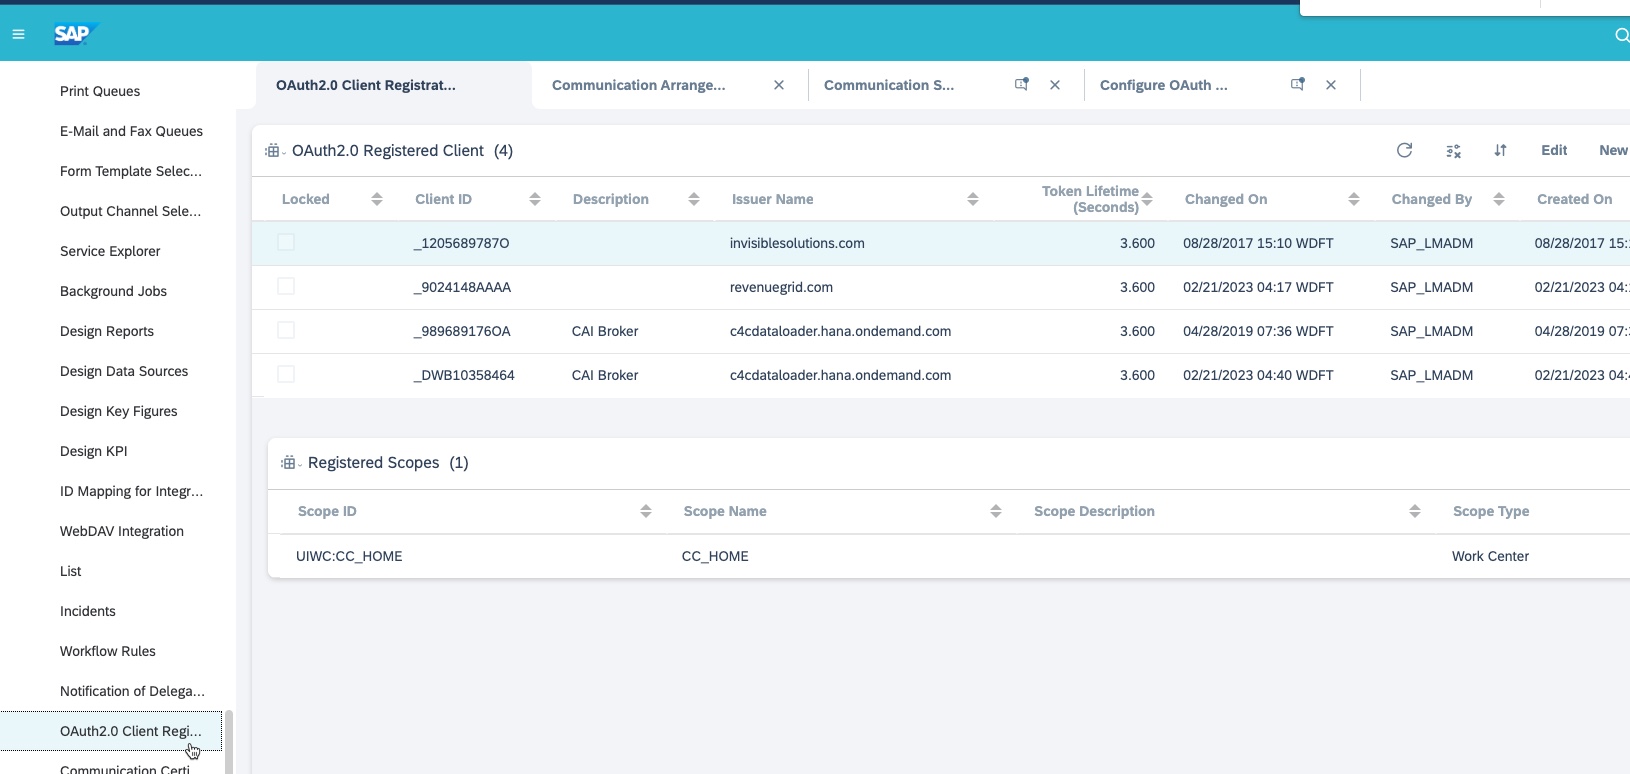 SAP
Print Queues
E-Mail and Fax Queues
Form Template Selec...
Output Channel Sele...
Service Explorer
Background Jobs
Design Reports
Design Data Sources
Design Key Figures
Design KPI
ID Mapping for Integr...
WebDAV Integration
List
Incidents
Workflow Rules
Notification of Delega...
OAuth2.0 Client Regi...
Communication Certi
OAuth2.0 Client Registrat... Communication Arrange... Communication S... Configure OAuth ...
OAuth2.0 Registered Client (4) Edit New
Locked Client ID Description Issuer Name Token Lifetime (Seconds) Changed On Changed By Created On
_1205689787O invisiblesolutions.com 3.600 08/28/2017 15:10 WDFT SAP_LMADM 08/28/2017 15:
_9024148AAAA revenuegrid.com 3.600 02/21/2023 04:17 WDFT SAP_LMADM 02/21/2023 04:
_989689176OA CAI Broker c4cdataloader.hana.ondemand.com 3.600 04/28/2019 07:36 WDFT SAP_LMADM 04/28/2019 07:
_DWB10358464 CAI Broker c4cdataloader.hana.ondemand.com 3.600 02/21/2023 04:40 WDFT SAP_LMADM 02/21/2023 04:
Registered Scopes (1)
Scope ID Scope Name Scope Description Scope Type
UIWC:CC_HOME CC_HOME Work Center